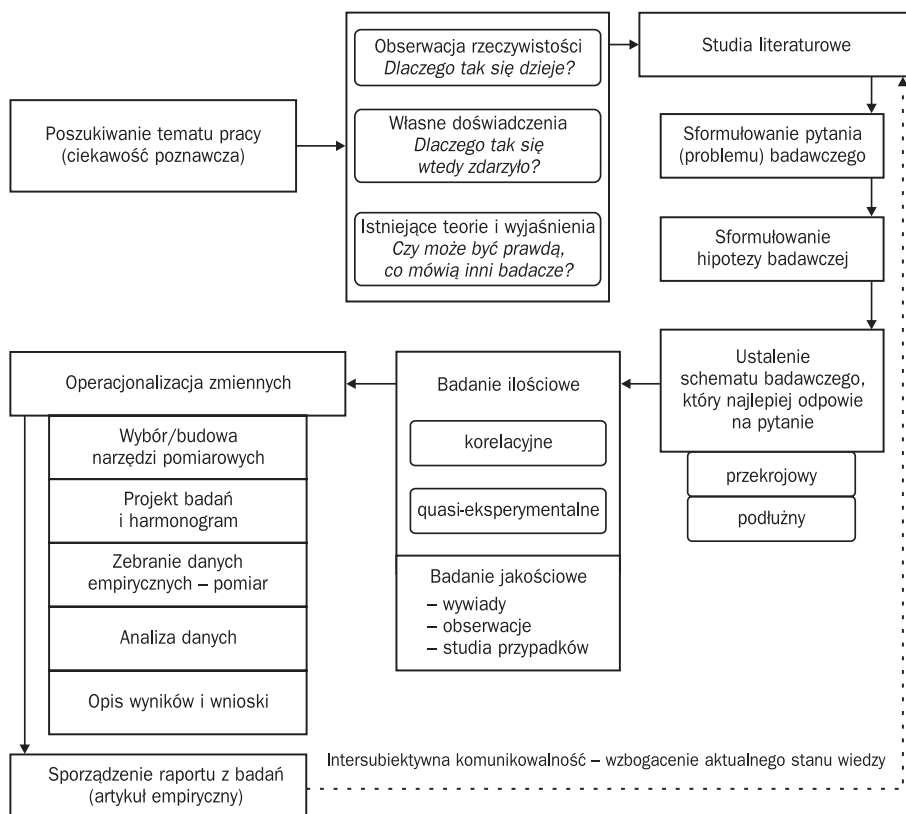 Poszukiwanie tematu pracy
(ciekawość poznawcza)
Obserwacja rzeczywistości
Dlaczego tak się dzieje?
Własne doświadczenia
Dlaczego tak się
wtedy zdarzyło?
Istniejące teorie i wyjaśnienia
Czy może być prawdą,
co mówią inni badacze?
Studia literaturowe
Sformułowanie pytania
(problemu) badawczego
Sformułowanie
hipotezy badawczej
Ustalenie
schematu badawczego,
który najlepiej odpowie
na pytanie
przekrojowy
podłużny
Badanie ilościowe
korelacyjne
quasi-eksperymentalne
Badanie jakościowe
– wywiady
– obserwacje
– studia przypadków
Operacjonalizacja zmiennych
Wybór/budowa
narzędzi pomiarowych
Projekt badań
i harmonogram
Zebranie danych
empirycznych – pomiar
Analiza danych
Opis wyników i wnioski
Sporządzenie raportu z badań
(artykuł empiryczny)
Intersubiektywna komunikowalność – wzbogacenie aktualnego stanu wiedzy